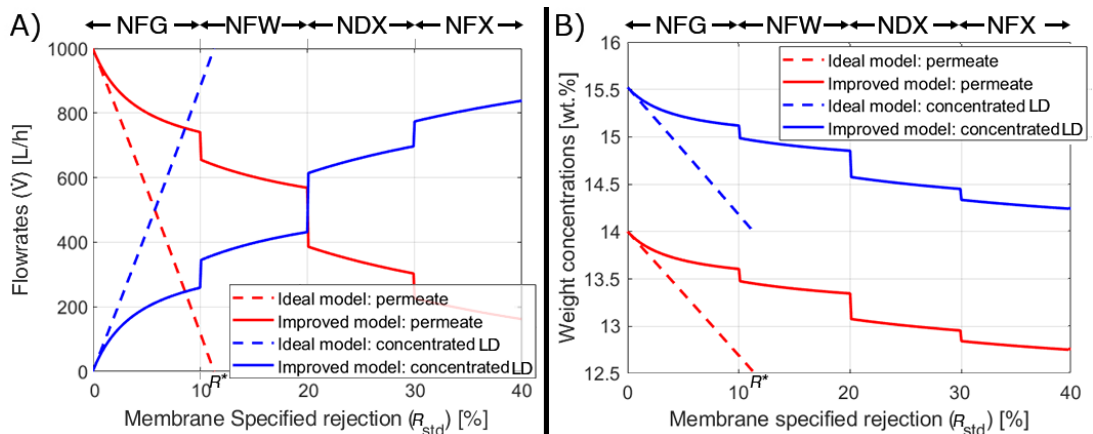 A)
NFG NFW NDX NFX
1000
800
600
400
200
0
Flowrates (V̇) [L/h]
Ideal model: permeate
Improved model: permeate
Ideal model: concentrated LD
Improved model: concentrated LD
0 10 R* 20 30 40
Membrane Specified rejection (R_std) [%]
B)
NFG NFW NDX NFX
16
15.5
15
14.5
14
13.5
13
12.5
Weight concentrations [wt.%]
Ideal model: permeate
Improved model: permeate
Ideal model: concentrated LD
Improved model: concentrated LD
0 10 R* 20 30 40
Membrane specified rejection (R_std) [%]